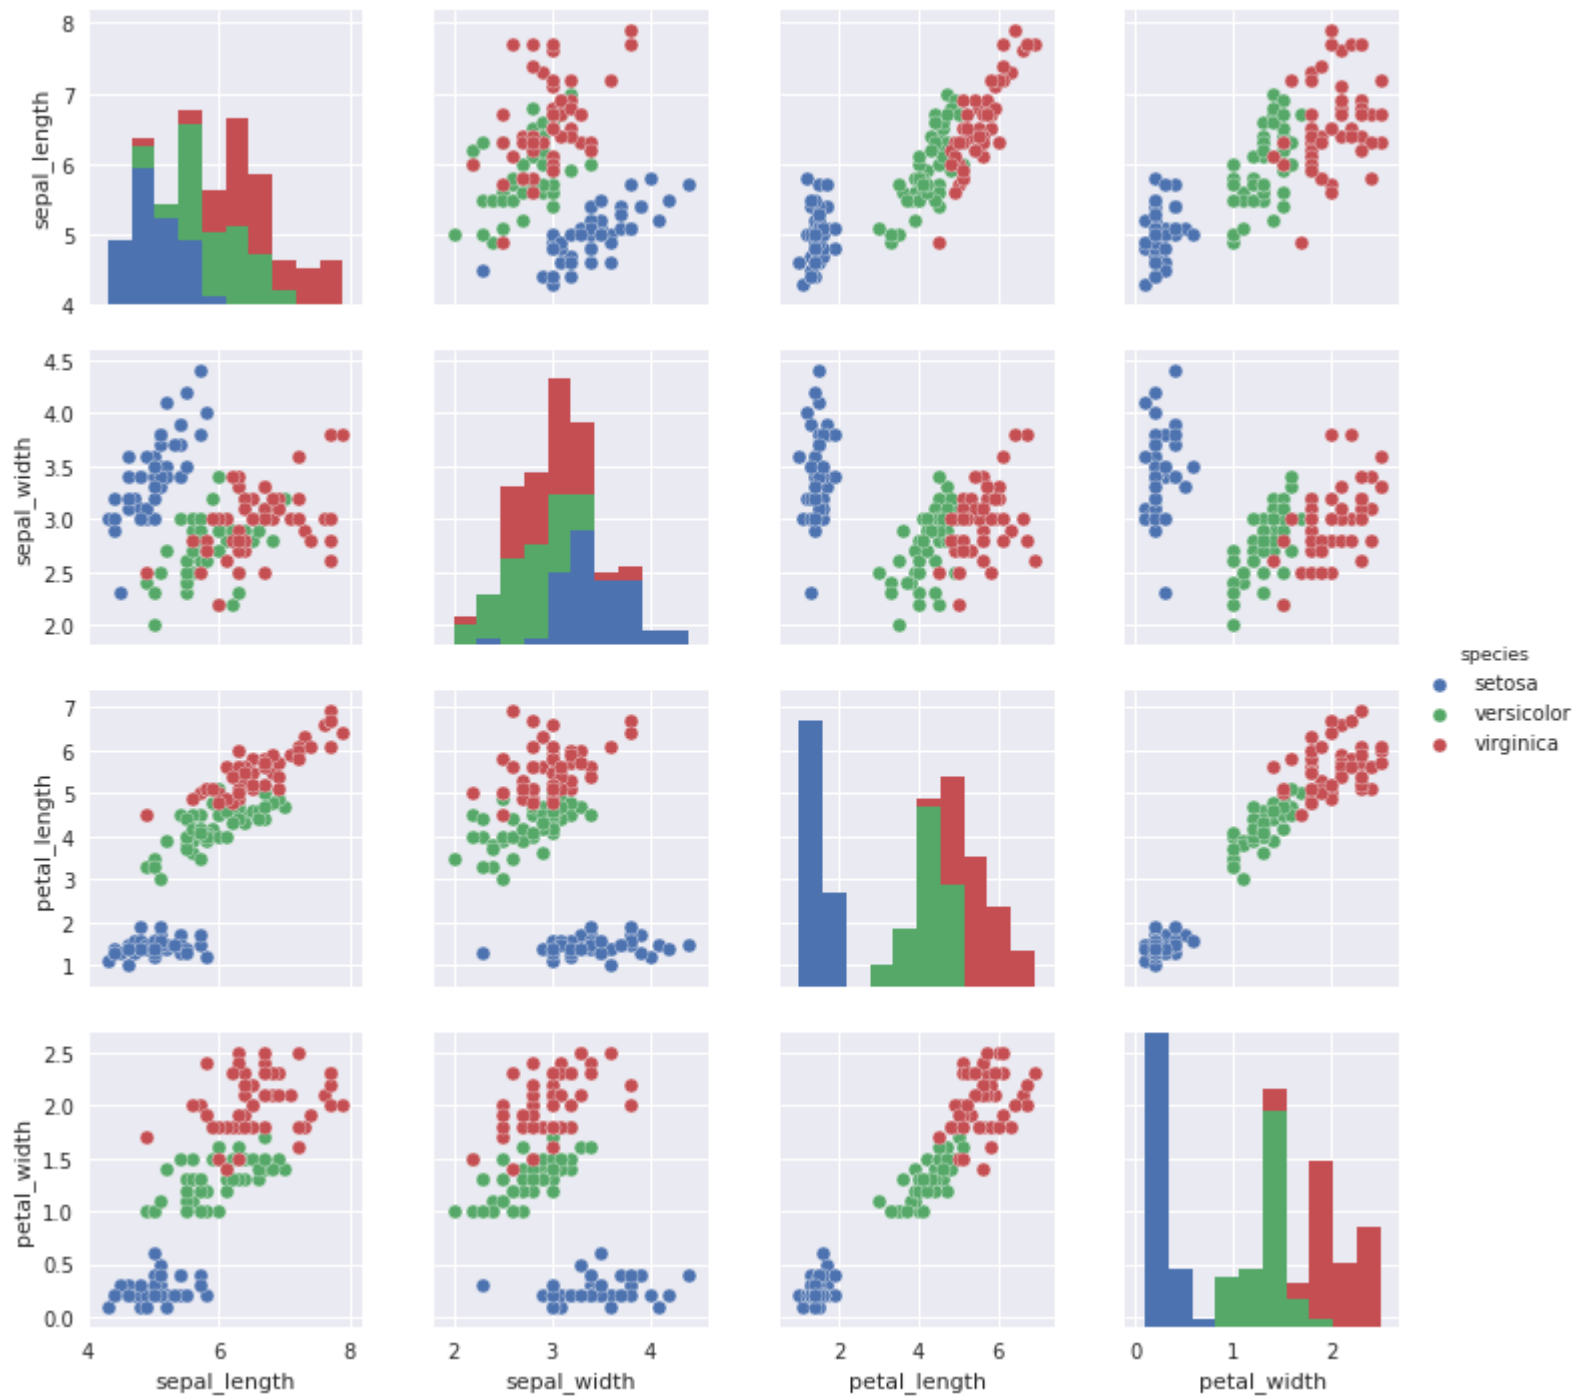 8
7
6
5
4
sepal_length
4.5
4.0
3.5
3.0
2.5
2.0
sepal_width
species
setosa
versicolor
virginica
7
6
5
4
3
2
1
petal_length
2.5
2.0
1.5
1.0
0.5
0.0
petal_width
4 6 8 2 3 4 2 4 6 0 1 2
sepal_length sepal_width petal_length petal_width